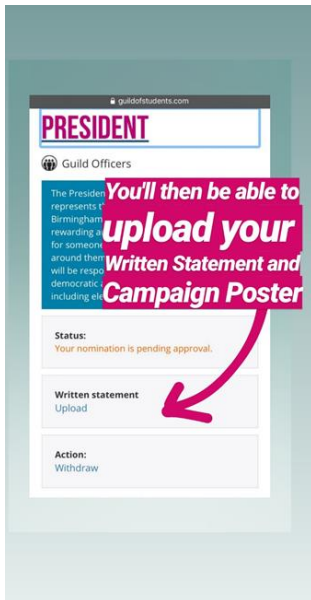 guildofstudents.com
PRESIDENT
Guild Officers
The Presiden
represents t
Birmingham
rewarding a
for someone
around them
will be respo
democratic a
including ele
You'll then be able to
upload your
Written Statement and
Campaign Poster
Status:
Your nomination is pending approval.
Written statement
Upload
Action:
Withdraw